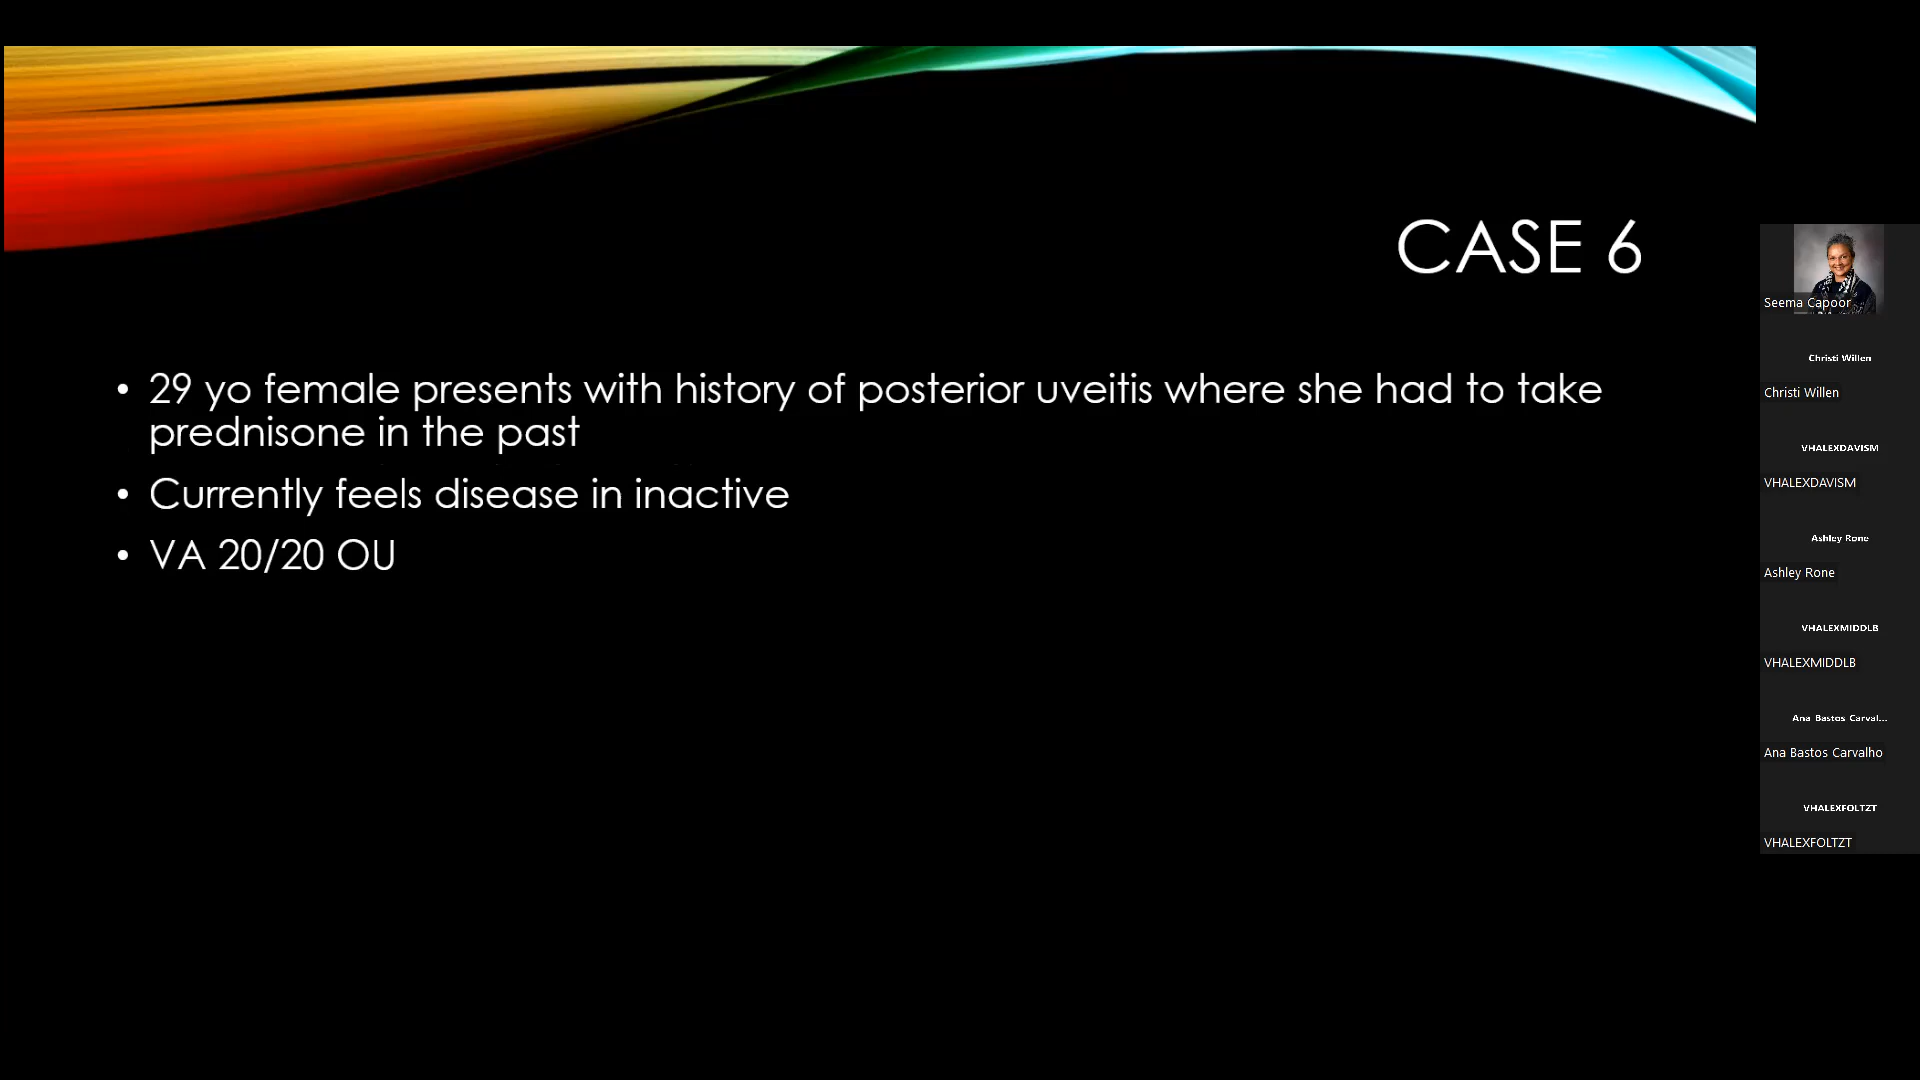 CASE 6
• 29 yo female presents with history of posterior uveitis where she had to take
prednisone in the past
• Currently feels disease in inactive
• VA 20/20 OU
Seema Capoor
Christi Willen
Christi Willen
VHALEXDAVISM
VHALEXDAVISM
Ashley Rone
Ashley Rone
VHALEXMIDDLB
VHALEXMIDDLB
Ana Bastos Carval...
Ana Bastos Carvalho
VHALEXFOLTZT
VHALEXFOLTZT